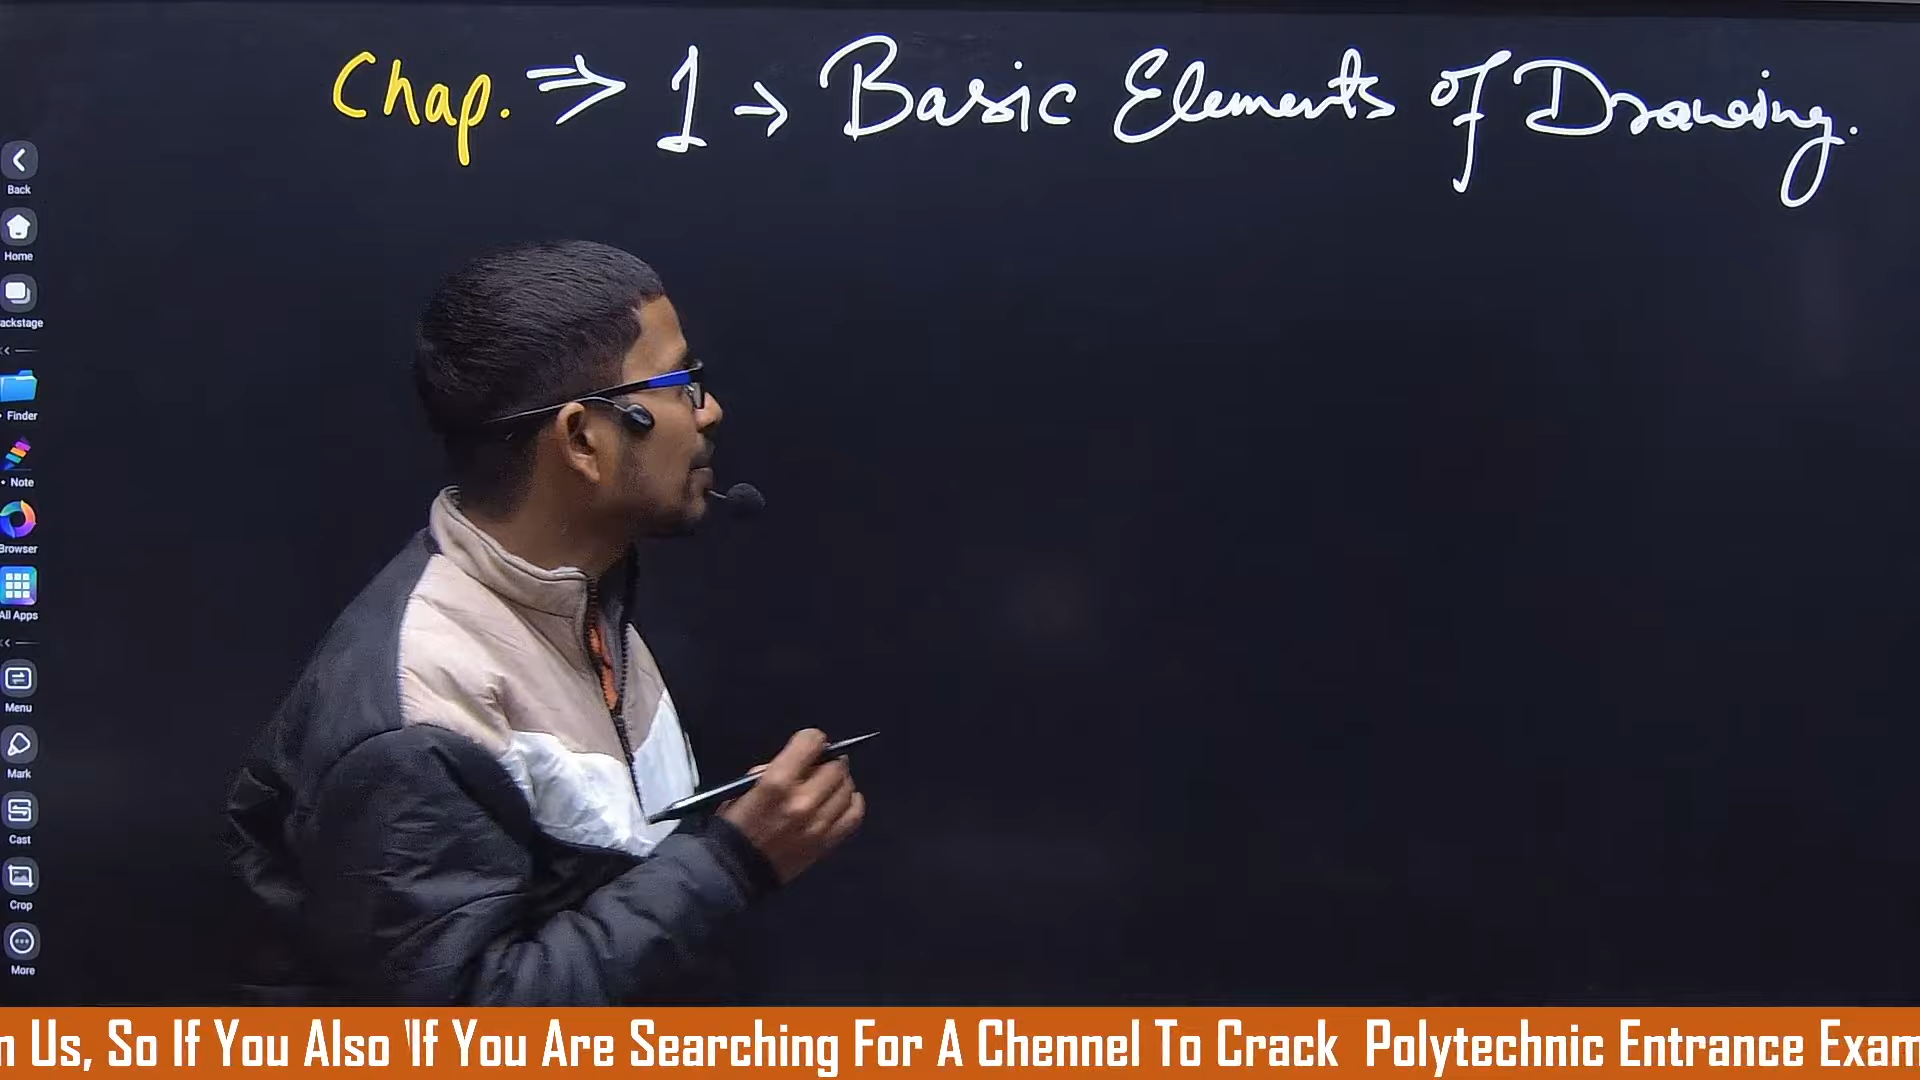 Chap. ⇒ 1 → Basic Elements of Drawing.
Back
Home
ackstage
Finder
Note
Browser
All Apps
Menu
Mark
Cast
Crop
More
n Us, So If You Also 'If You Are Searching For A Chennel To Crack Polytechnic Entrance Exam